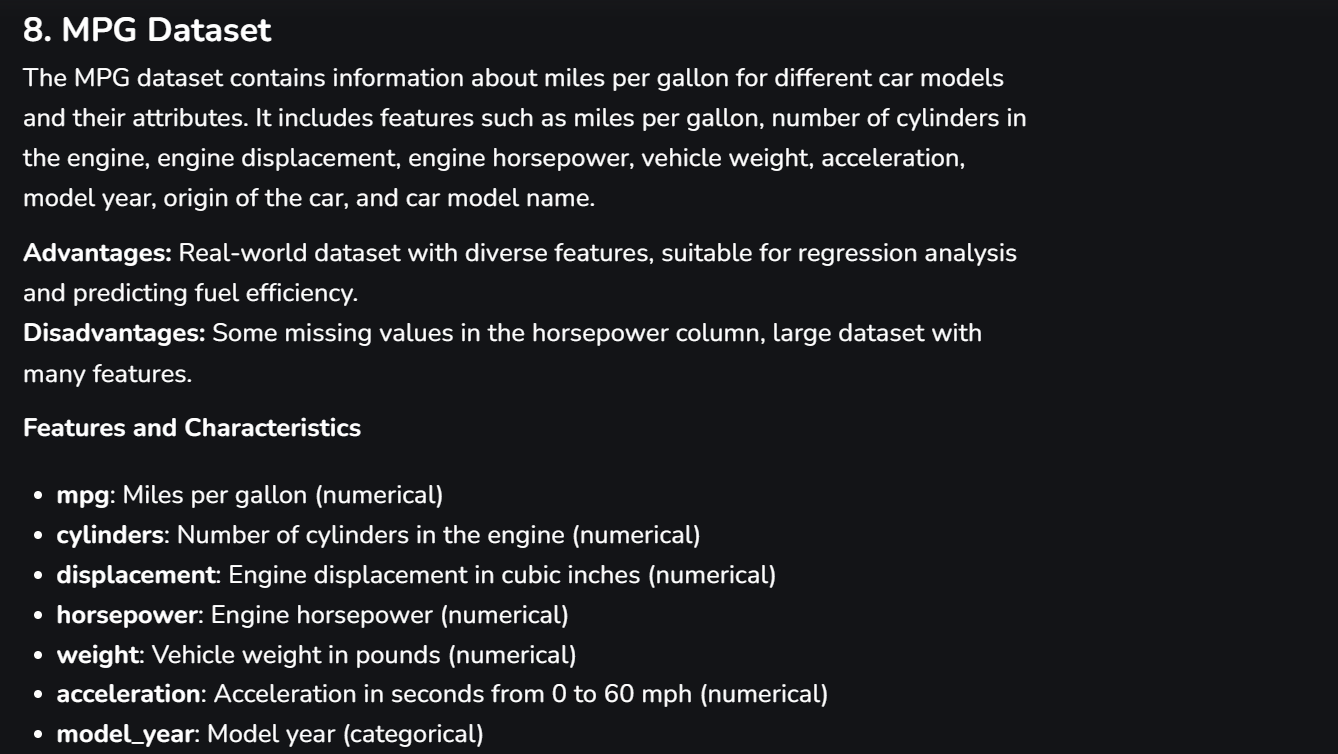 8. MPG Dataset
The MPG dataset contains information about miles per gallon for different car models
and their attributes. It includes features such as miles per gallon, number of cylinders in
the engine, engine displacement, engine horsepower, vehicle weight, acceleration,
model year, origin of the car, and car model name.
Advantages: Real-world dataset with diverse features, suitable for regression analysis
and predicting fuel efficiency.
Disadvantages: Some missing values in the horsepower column, large dataset with
many features.
Features and Characteristics
• mpg: Miles per gallon (numerical)
• cylinders: Number of cylinders in the engine (numerical)
• displacement: Engine displacement in cubic inches (numerical)
• horsepower: Engine horsepower (numerical)
• weight: Vehicle weight in pounds (numerical)
• acceleration: Acceleration in seconds from 0 to 60 mph (numerical)
• model_year: Model year (categorical)